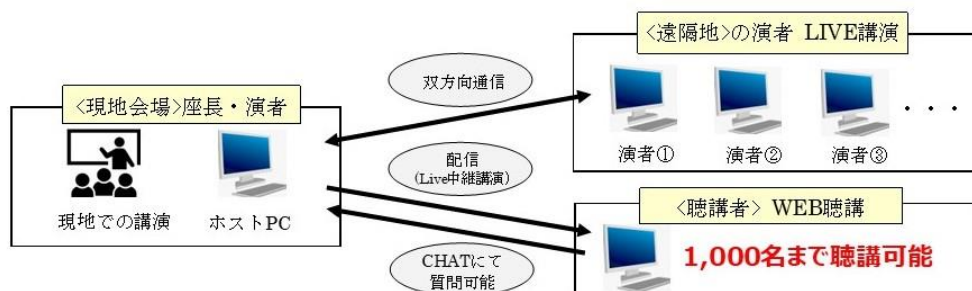 <現地会場>座長・演者
現地での講演
ホストPC
双方向通信
配信
(Live中継講演)
CHATにて
質問可能
<遠隔地>の演者 LIVE講演
演者①
演者②
演者③
・・・
<聴講者> WEB聴講
1,000名まで聴講可能